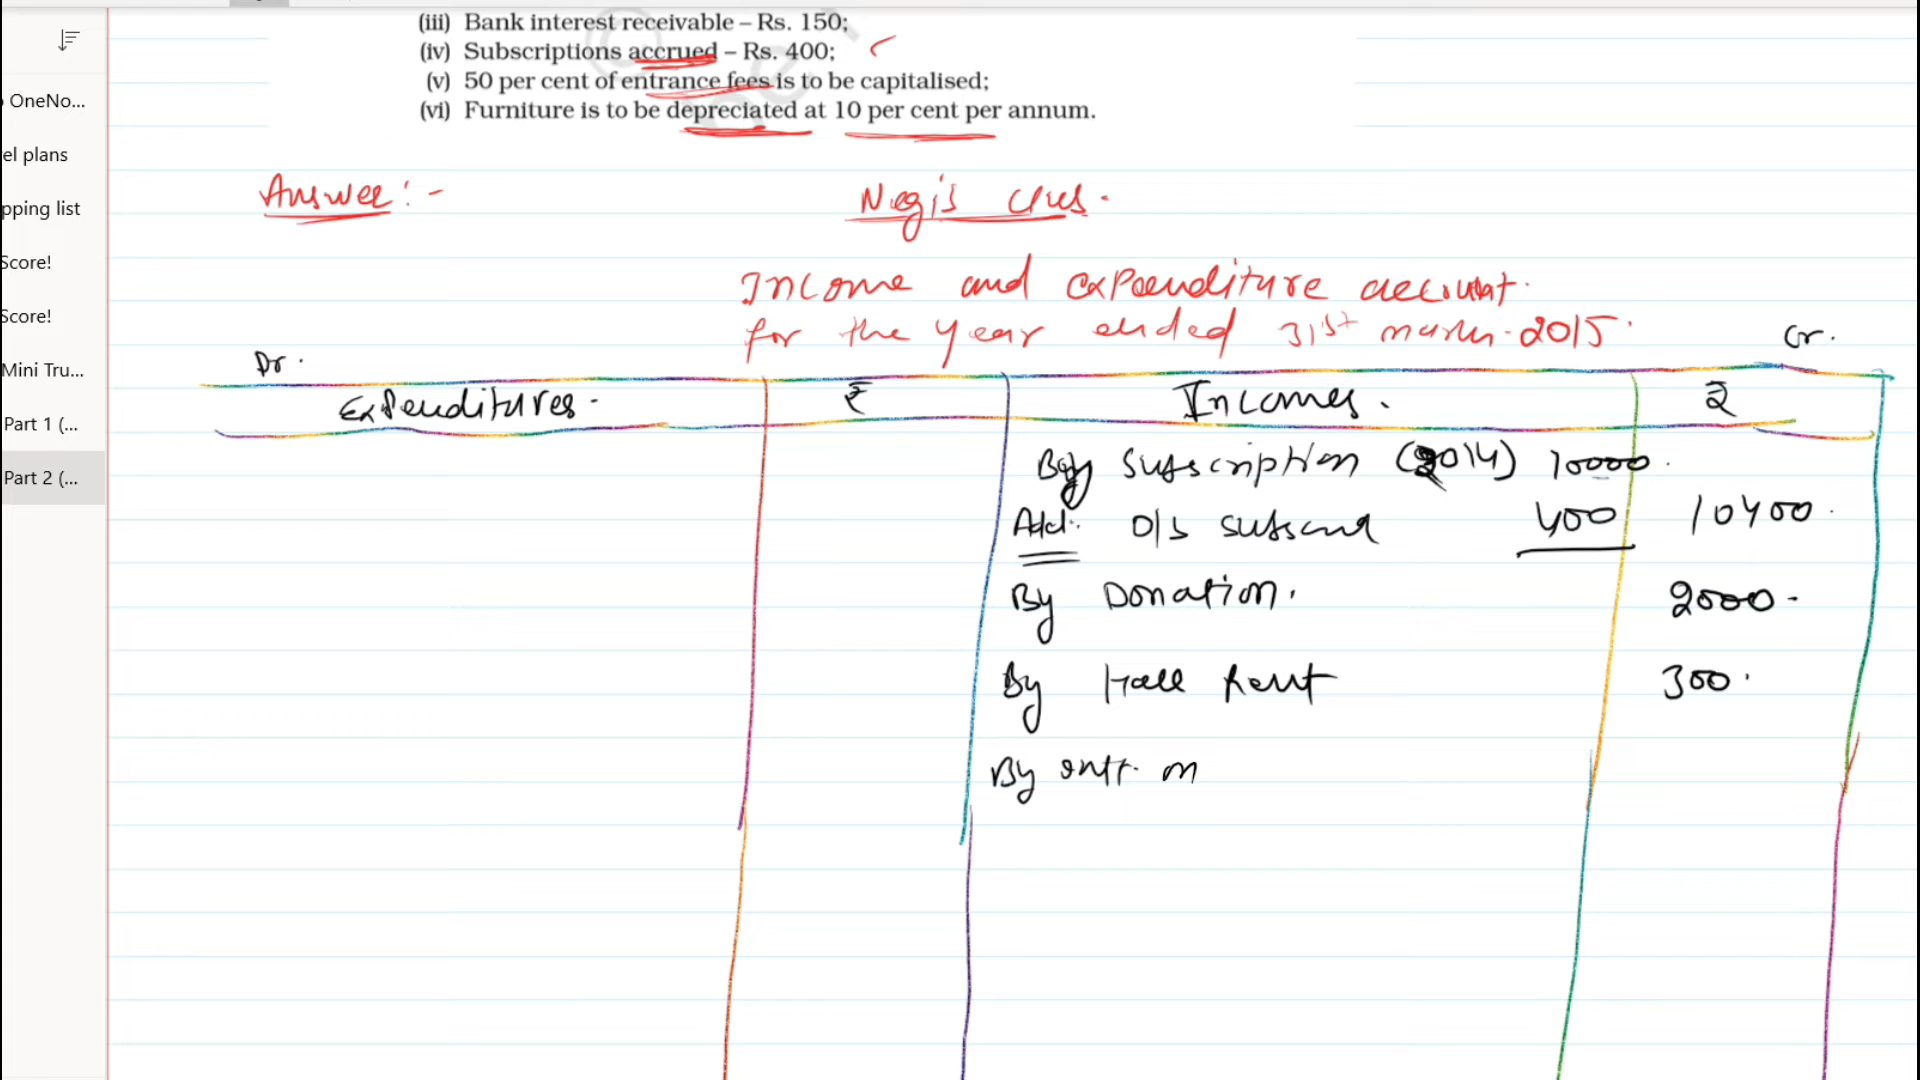 (iii) Bank interest receivable – Rs. 150;
(iv) Subscriptions accrued – Rs. 400;
OneNo...
(v) 50 per cent of entrance fees is to be capitalised;
(vi) Furniture is to be depreciated at 10 per cent per annum.
el plans
pping list
Answer:-
Score!
Income and expenditure account.
Score!
for the year ended 31st march 2015.
Mini Tru...
Dr.
Cr.
Expenditures.
₹
Incomes.
₹
Part 1 (...
By Subscription (2014) 10000.
Part 2 (...
Add: O/s 400 10400.
By Donation. 2000.
By Hall Rent 300.
By Intt. on